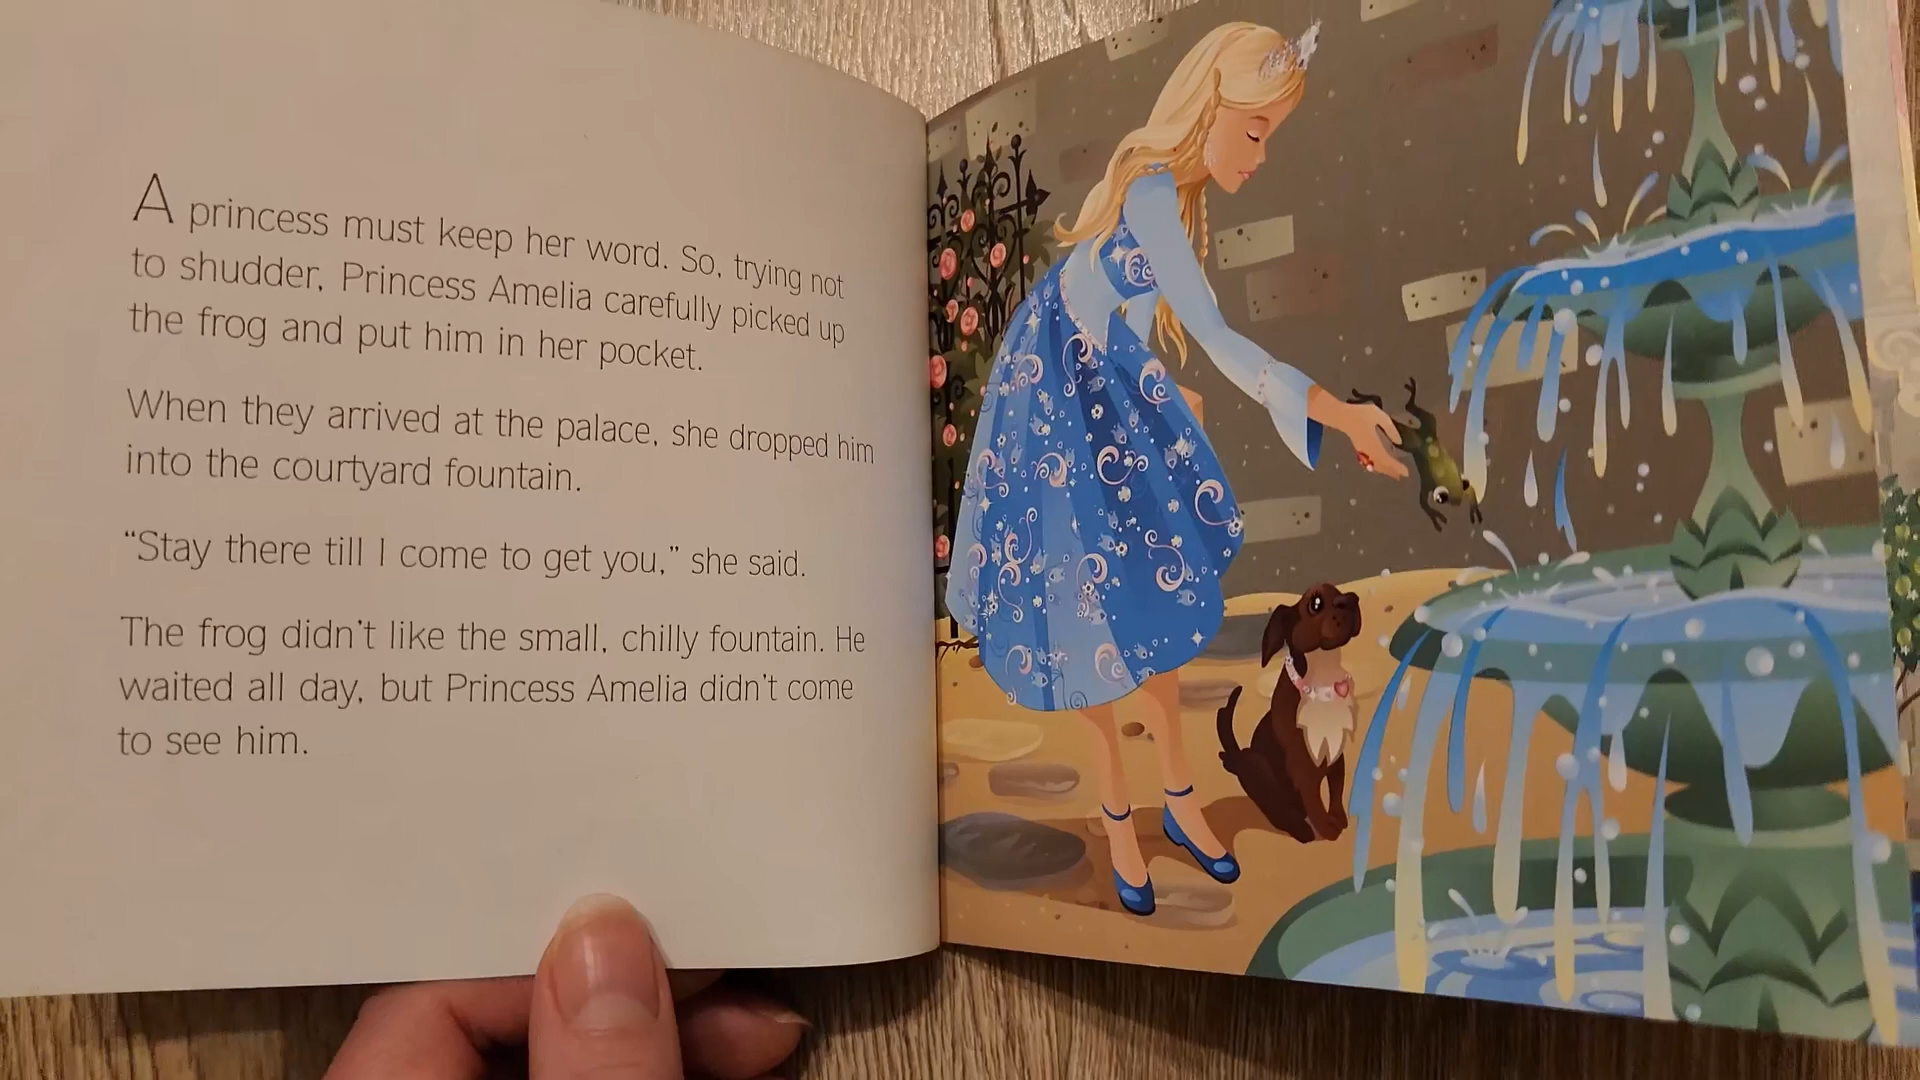 A princess must keep her word. So, trying not
to shudder, Princess Amelia carefully picked up
the frog and put him in her pocket.
When they arrived at the palace, she dropped him
into the courtyard fountain.
“Stay there till I come to get you,” she said.
The frog didn’t like the small, chilly fountain. He
waited all day, but Princess Amelia didn’t come
to see him.